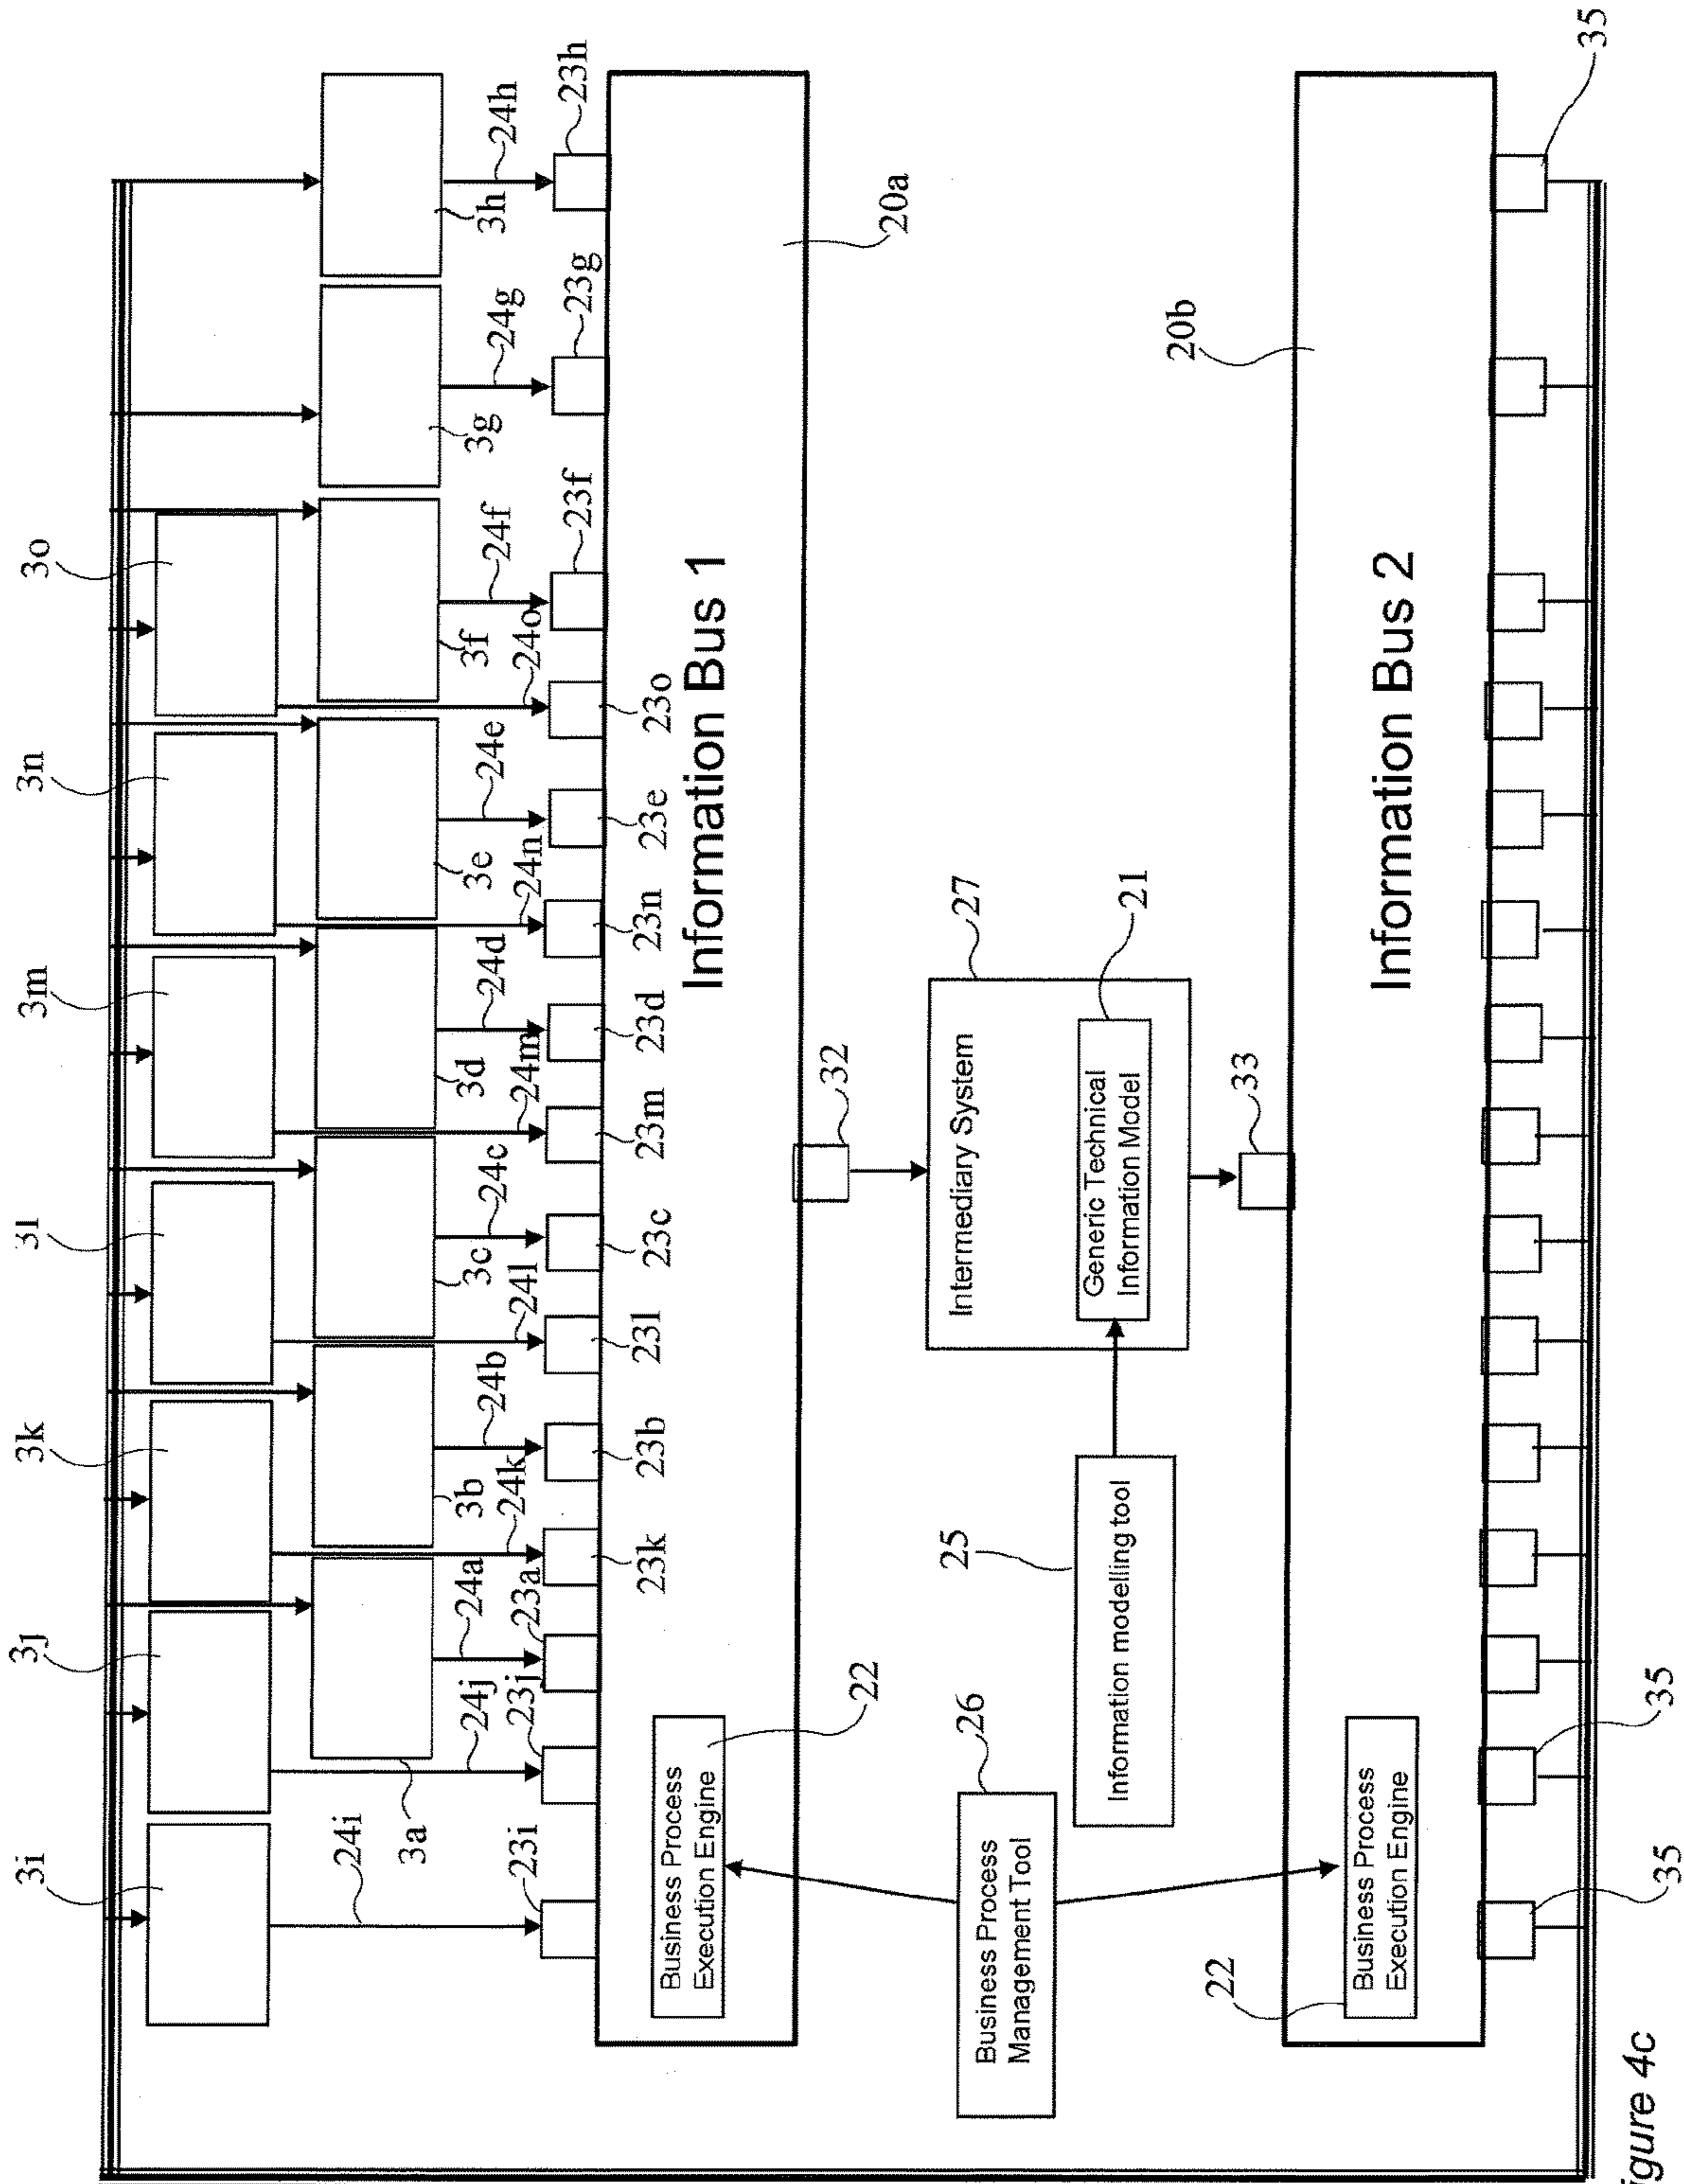 3i
3j
3k
3l
3m
3n
3o
24i
3a
24j
24a
3b
24k
24b
24l
3c
24c
24m
3d
24d
24n
3e
24e
24o
3f
24f
3g
24g
3h
24h
23i
23j
23a
23k
23b
23l
23c
23m
23d
23n
23e
23o
23f
23g
23h
Business Process
Execution Engine
22
Information Bus 1
20a
32
Business Process
Management Tool
26
25
Information modelling tool
Intermediary System
27
Generic Technical
Information Model
21
33
20b
22
Business Process
Execution Engine
Information Bus 2
35
35
35
igure 4c